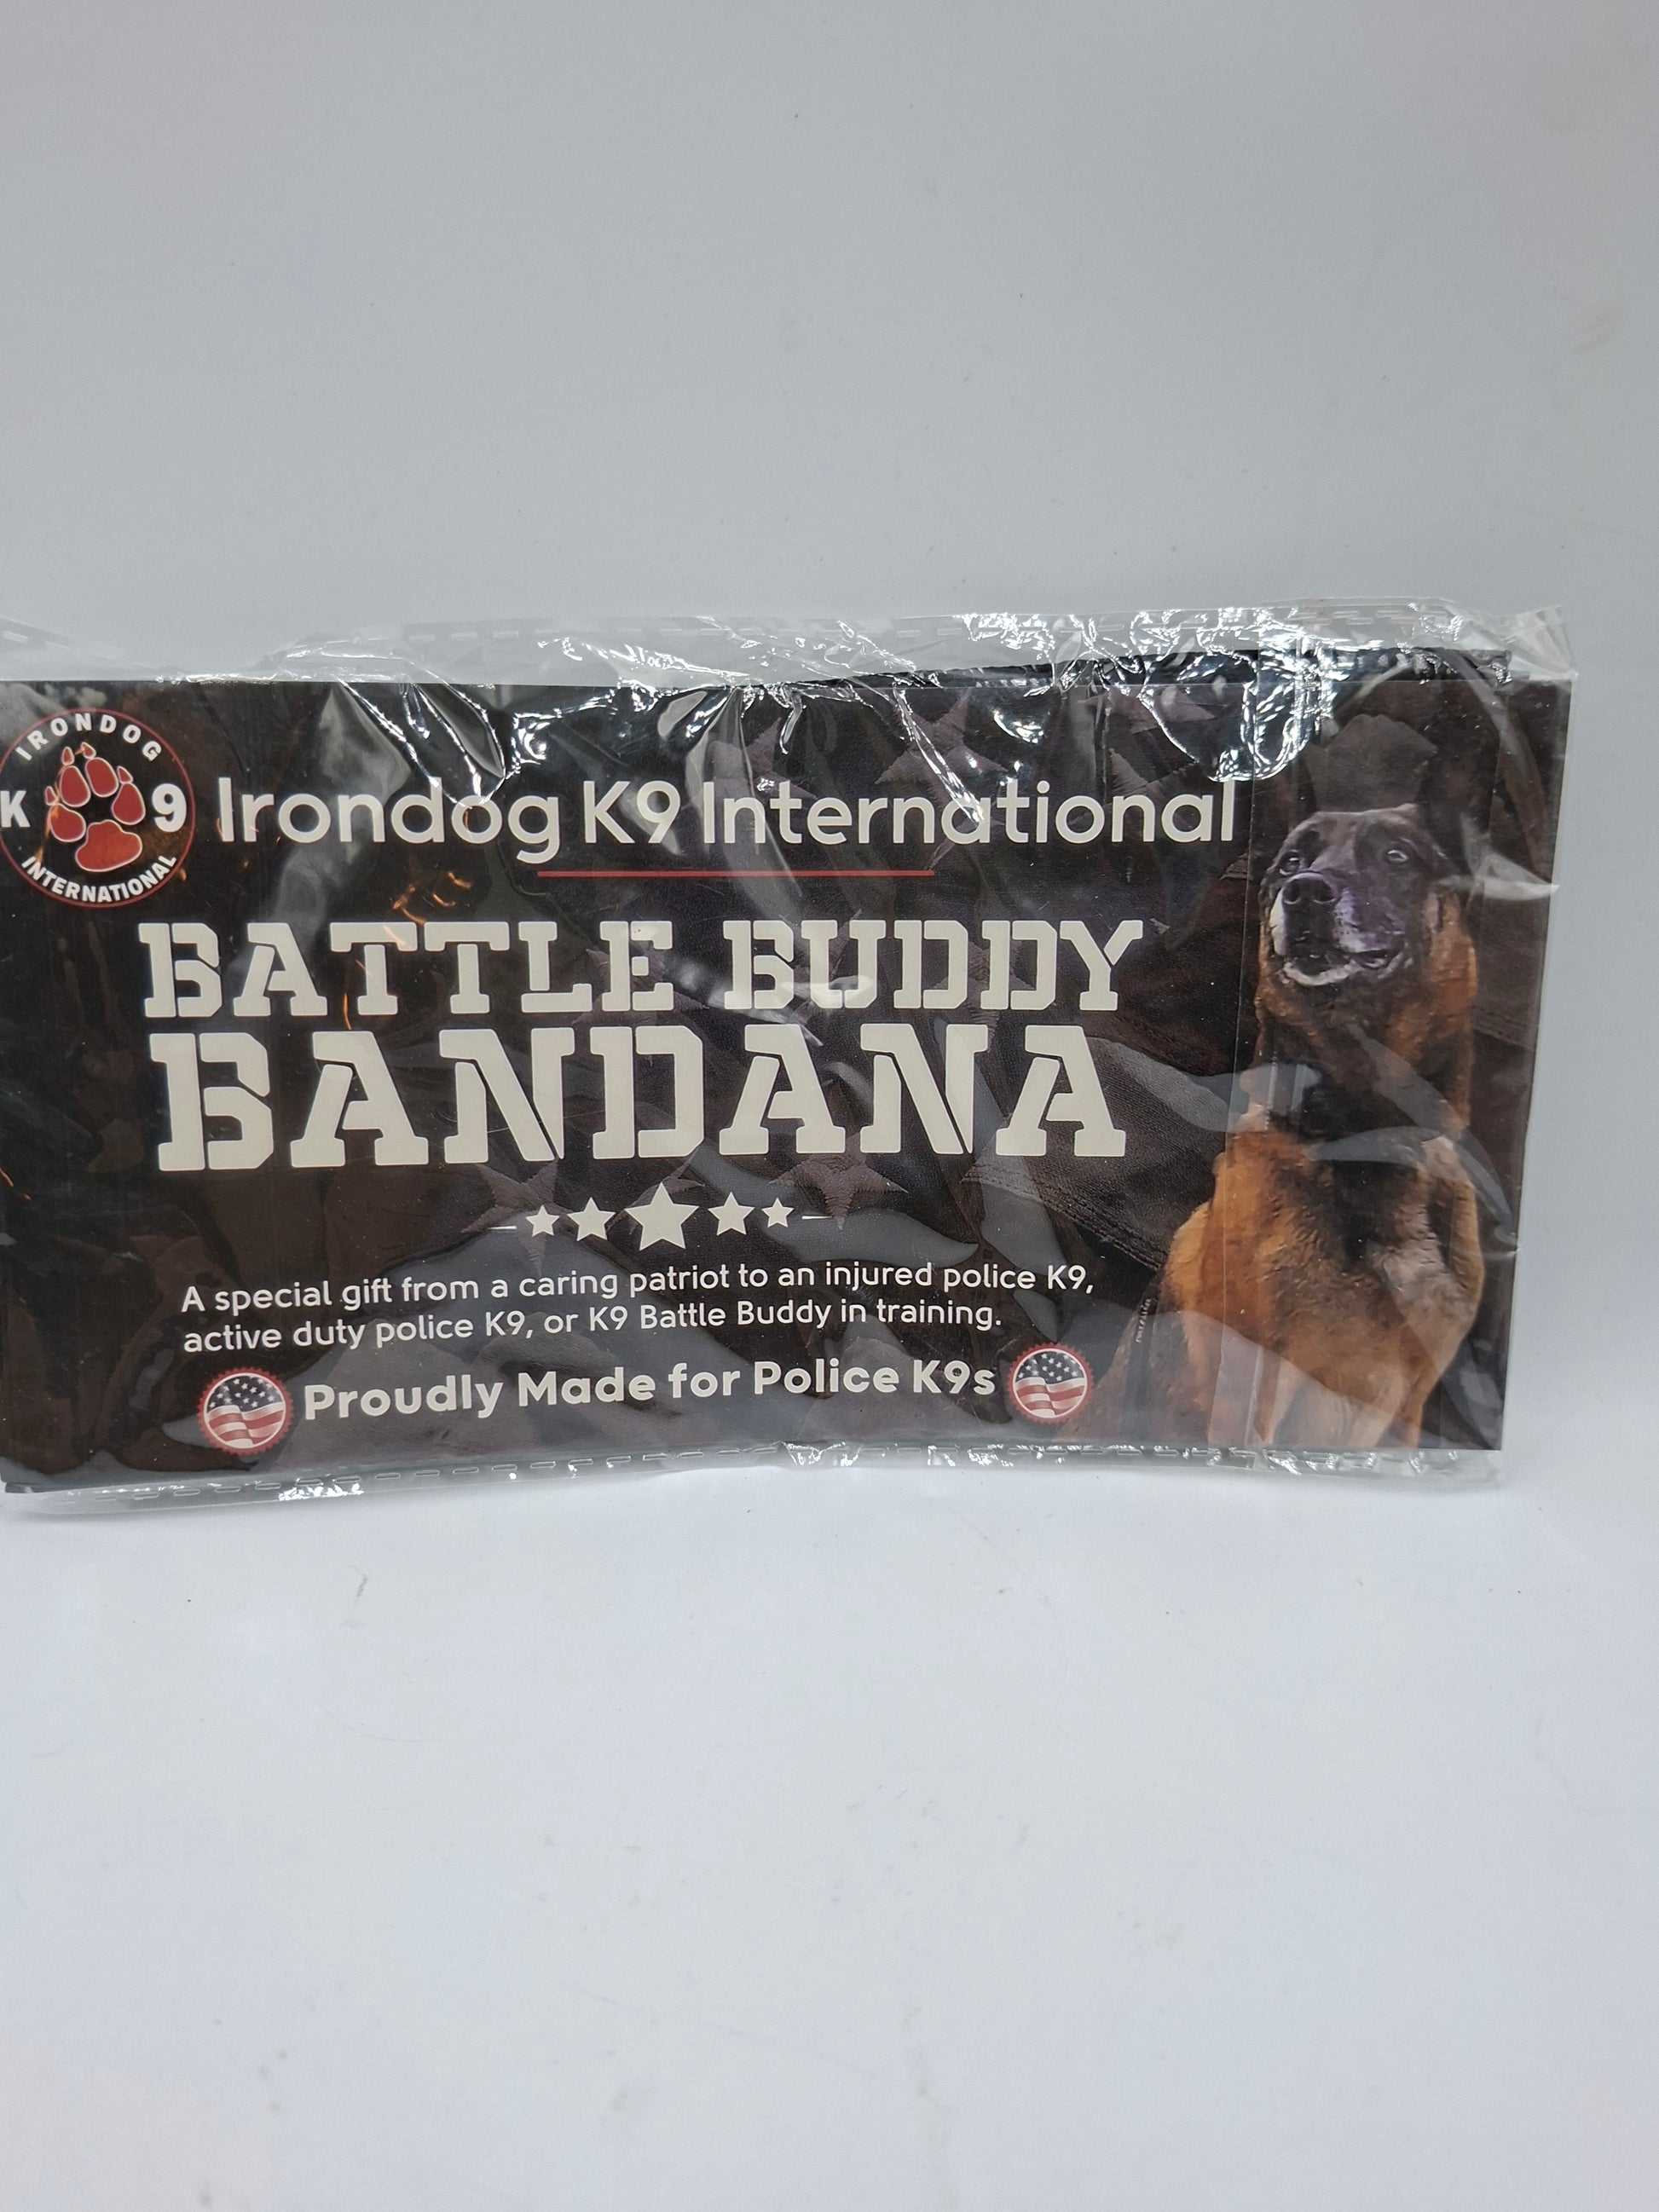 IRONDOG
K 9
INTERNATIONAL
Irondog K9 International
BATTLE BUDDY
BANDANA
A special gift from a caring patriot to an injured police K9,
active duty police K9, or K9 Battle Buddy in training.
Proudly Made for Police K9s